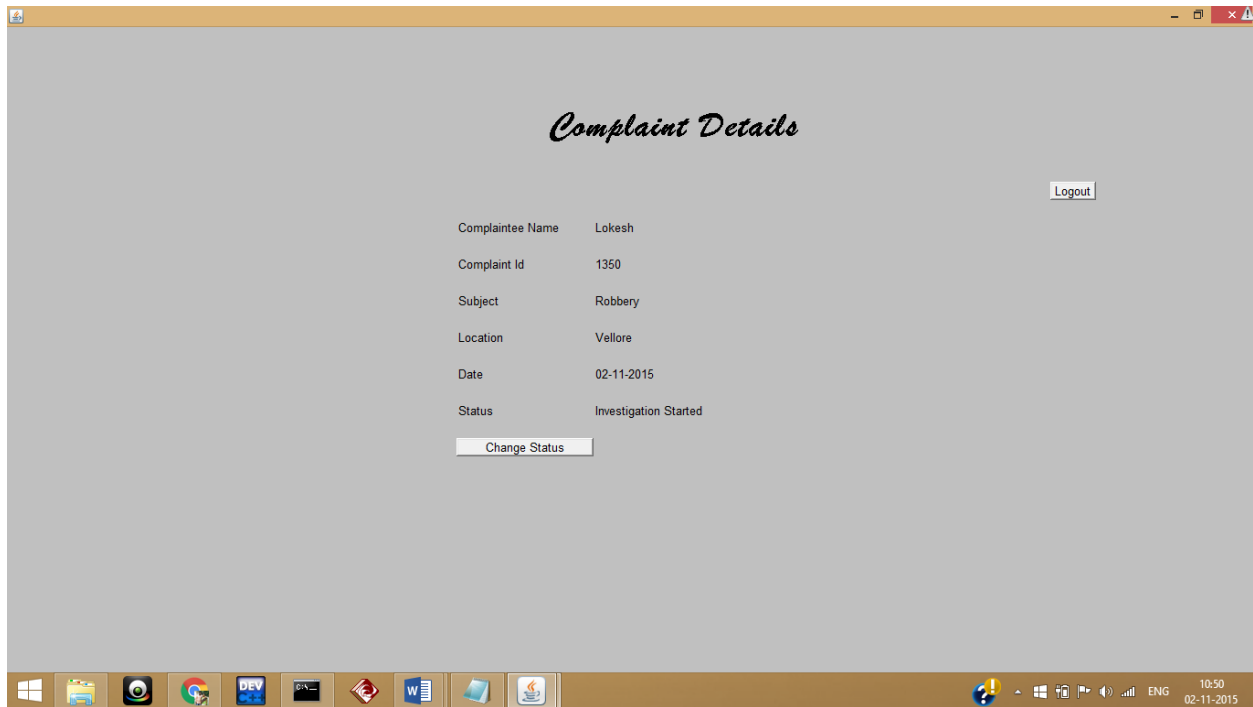 Complaint Details
Logout
Complaintee Name Lokesh
Complaint Id 1350
Subject Robbery
Location Vellore
Date 02-11-2015
Status Investigation Started
Change Status
DEV
C:\_
W
ENG
10:50
02-11-2015